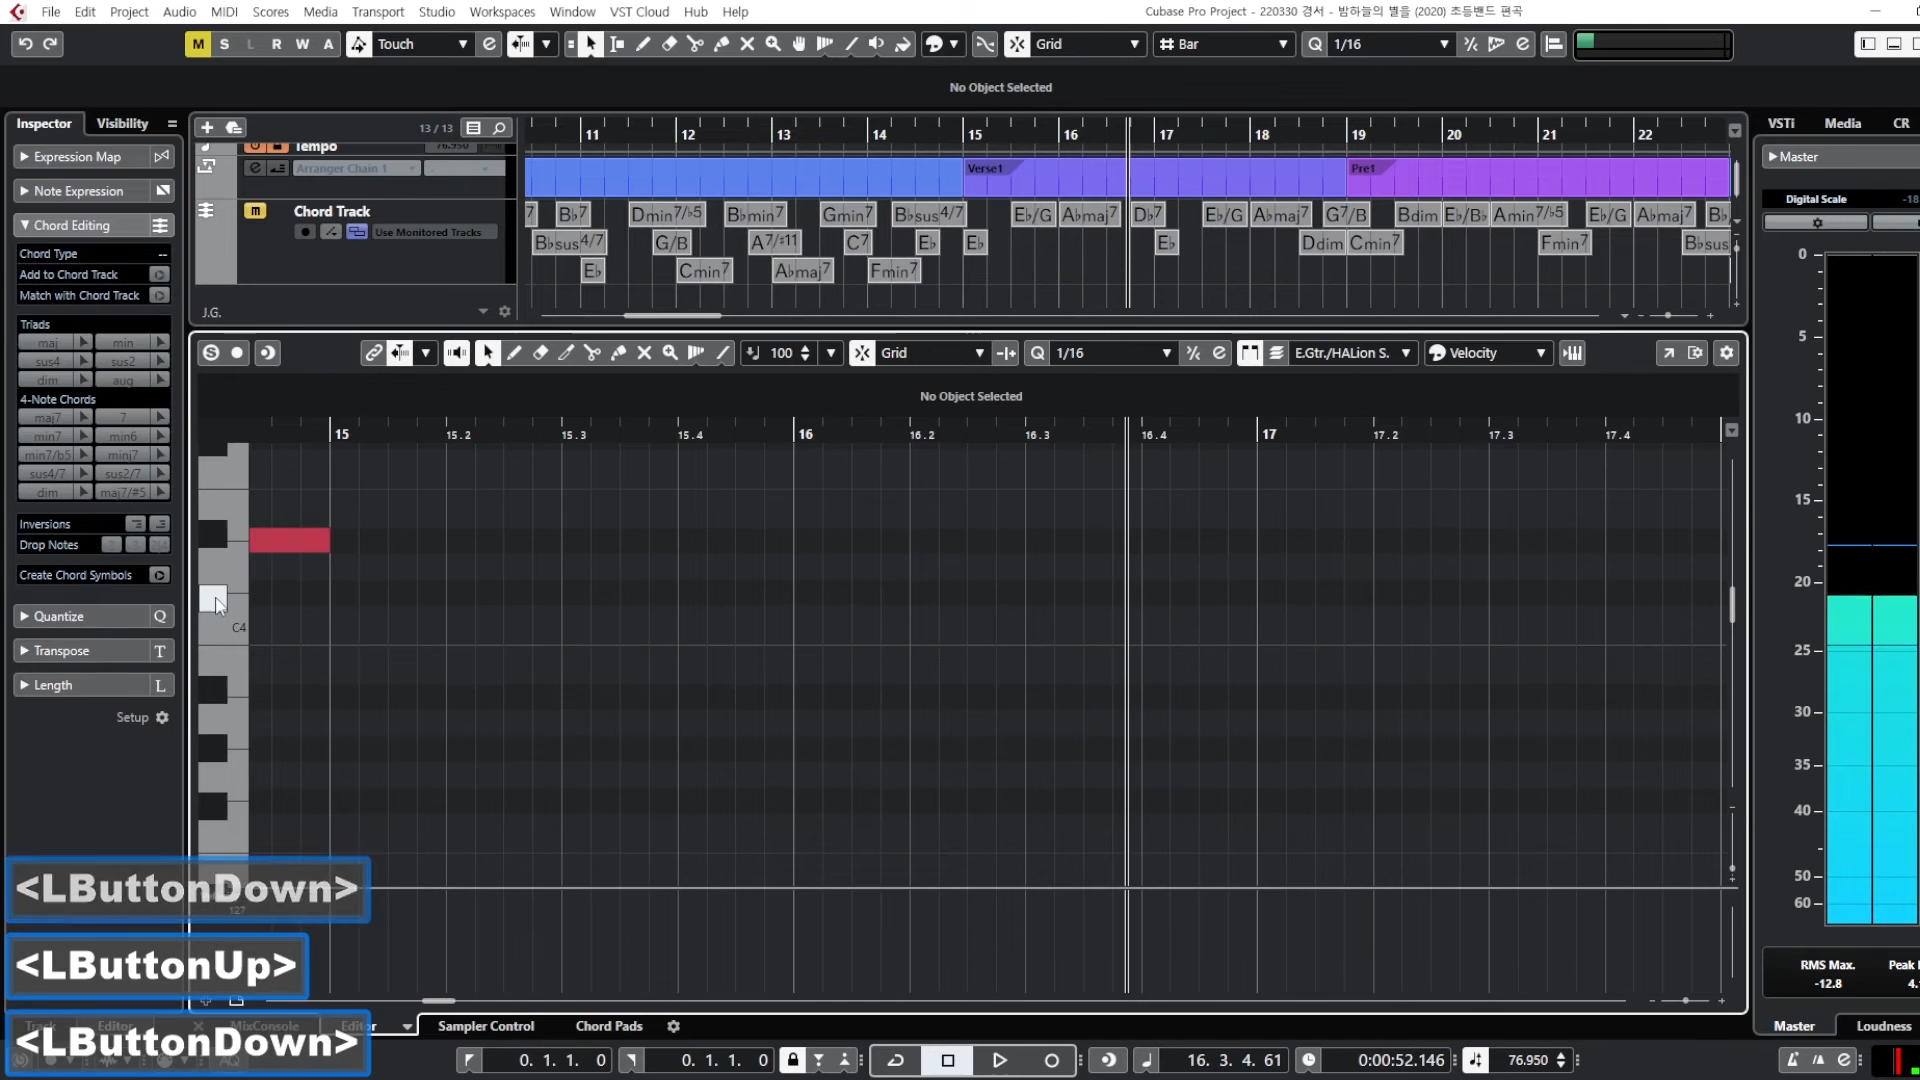 File Edit Project Audio MIDI Scores Media Transport Studio Workspaces Window VST Cloud Hub Help
Cubase Pro Project - 220330 경서 - 밤하늘의 별을 (2020) 초등밴드 편곡
M S L R W A Touch Grid Bar Q 1/16
No Object Selected
Inspector Visibility
13 / 13
11 12 13 14 15 16 17 18 19 20 21 22
VSTi Media CR
Expression Map
Tempo 76.950
Master
Arranger Chain 1
Verse1 Pre1
Note Expression
Digital Scale -18
Chord Editing
Chord Track
Use Monitored Tracks
7 B♭7 Dmin7/♭5 B♭min7 Gmin7 B♭sus4/7 E♭/G A♭maj7 D♭7 E♭/G A♭maj7 G7/B Bdim E♭/B♭ Amin7/♭5 E♭/G A♭maj7 B♭
B♭sus4/7 G/B A7/♯11 C7 E♭ E♭ E♭ Ddim Cmin7 Fmin7 B♭sus
E♭ Cmin7 A♭maj7 Fmin7
J.G.
Chord Type --
Add to Chord Track
Match with Chord Track
Triads
maj min
sus4 sus2
dim aug
4-Note Chords
maj7 7
min7 min6
min7/b5 minj7
sus4/7 sus2/7
dim maj7/#5
Inversions
Drop Notes
Create Chord Symbols
Quantize Q
Transpose T
Length L
Setup
S 100 Grid Q 1/16 E.Gtr./HALion S. Velocity
No Object Selected
15 15.2 15.3 15.4 16 16.2 16.3 16.4 17 17.2 17.3 17.4
C4
127
0
5
10
15
20
25
30
35
40
50
60
RMS Max. Peak
-12.8 4.
Master Loudness
<LButtonDown>
<LButtonUp>
<LButtonDown>
Track Editor MixConsole Editor Sampler Control Chord Pads
AQ
0. 1. 1. 0
0. 1. 1. 0
16. 3. 4. 61
0:00:52.146
76.950